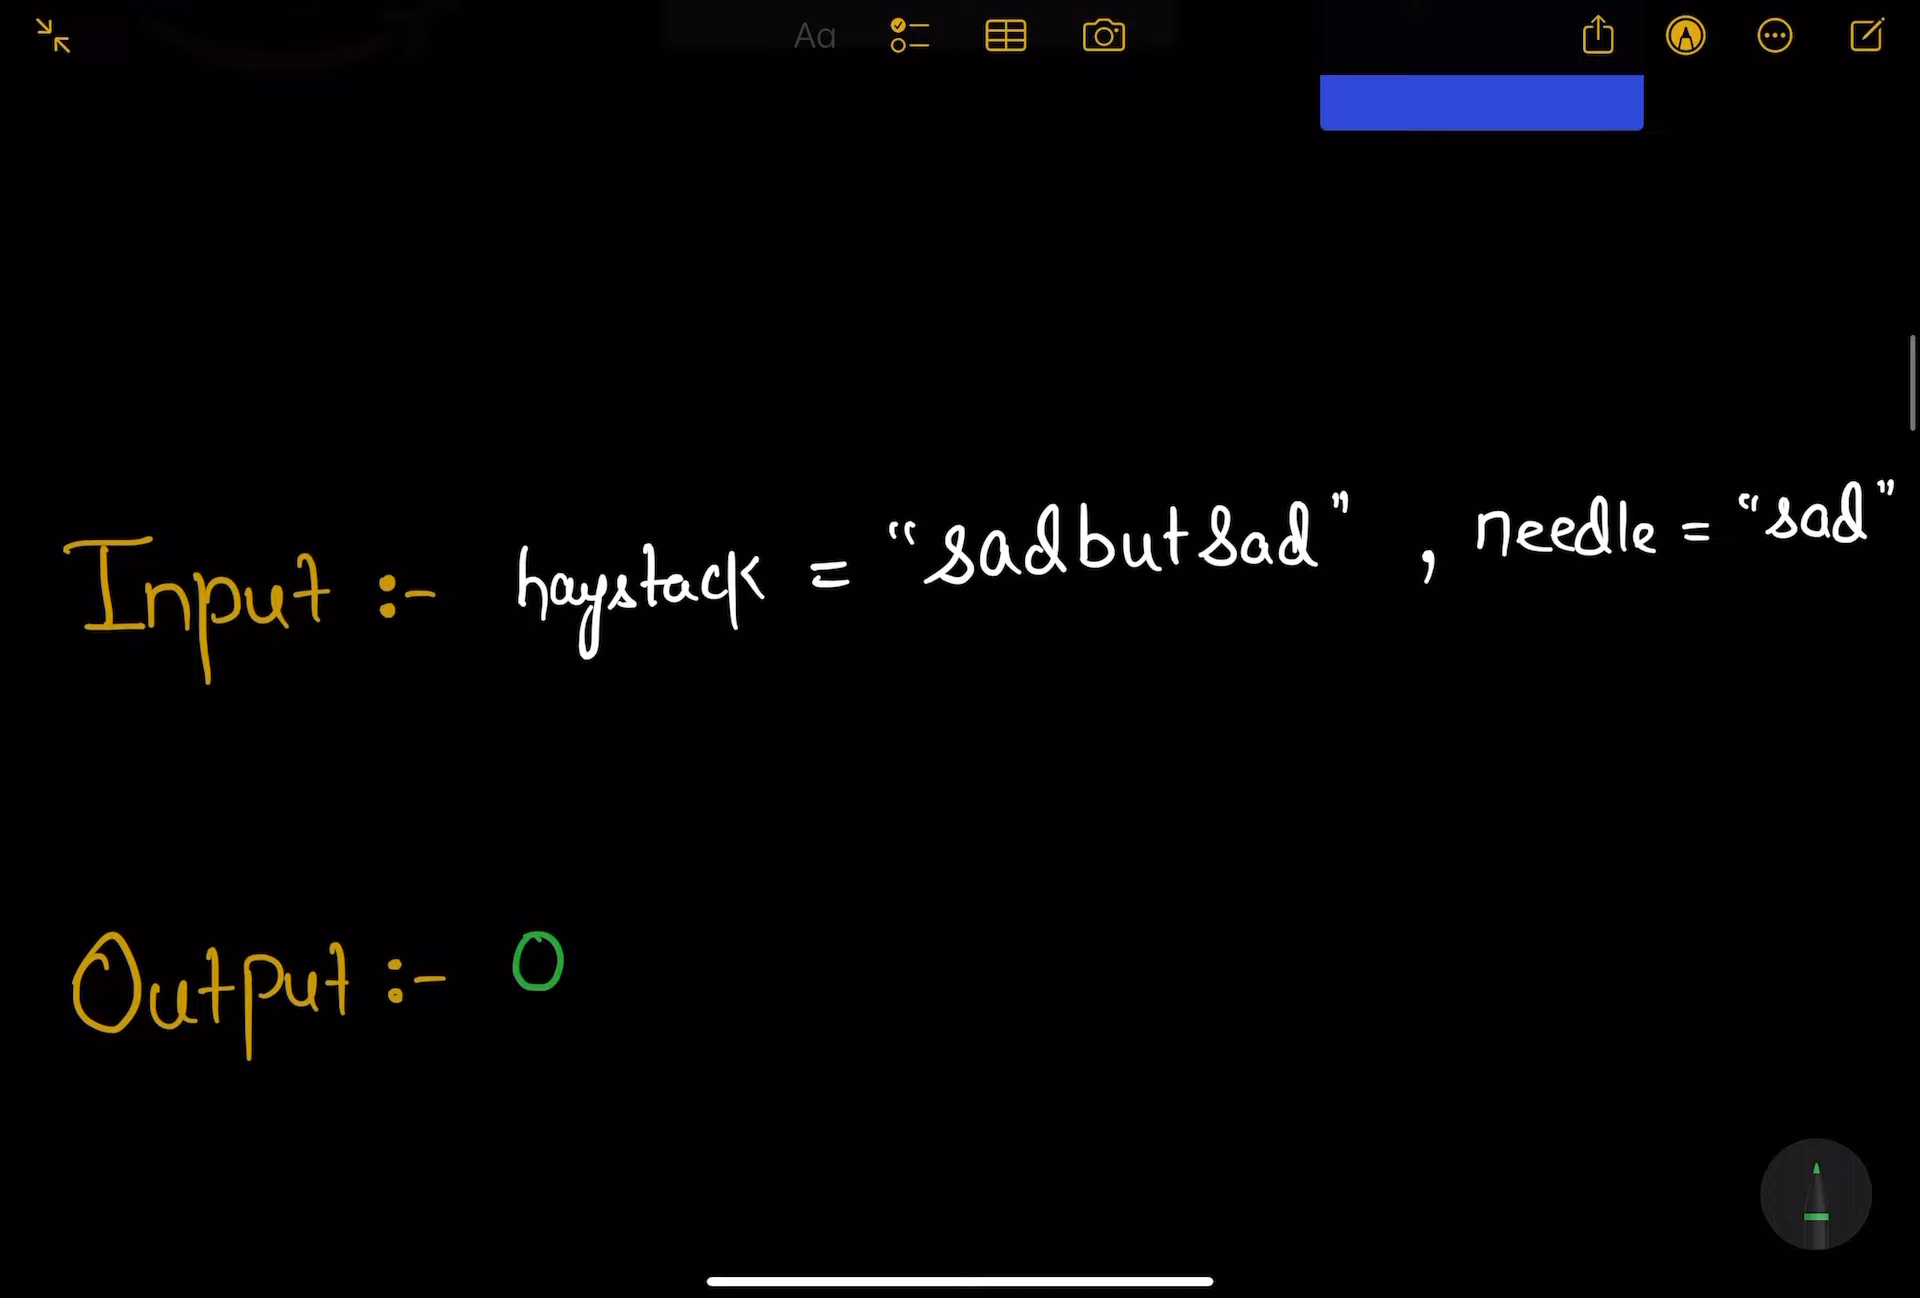 Aa
Input :- haystack = “sadbutsad” , needle = “sad”
Output :- 0